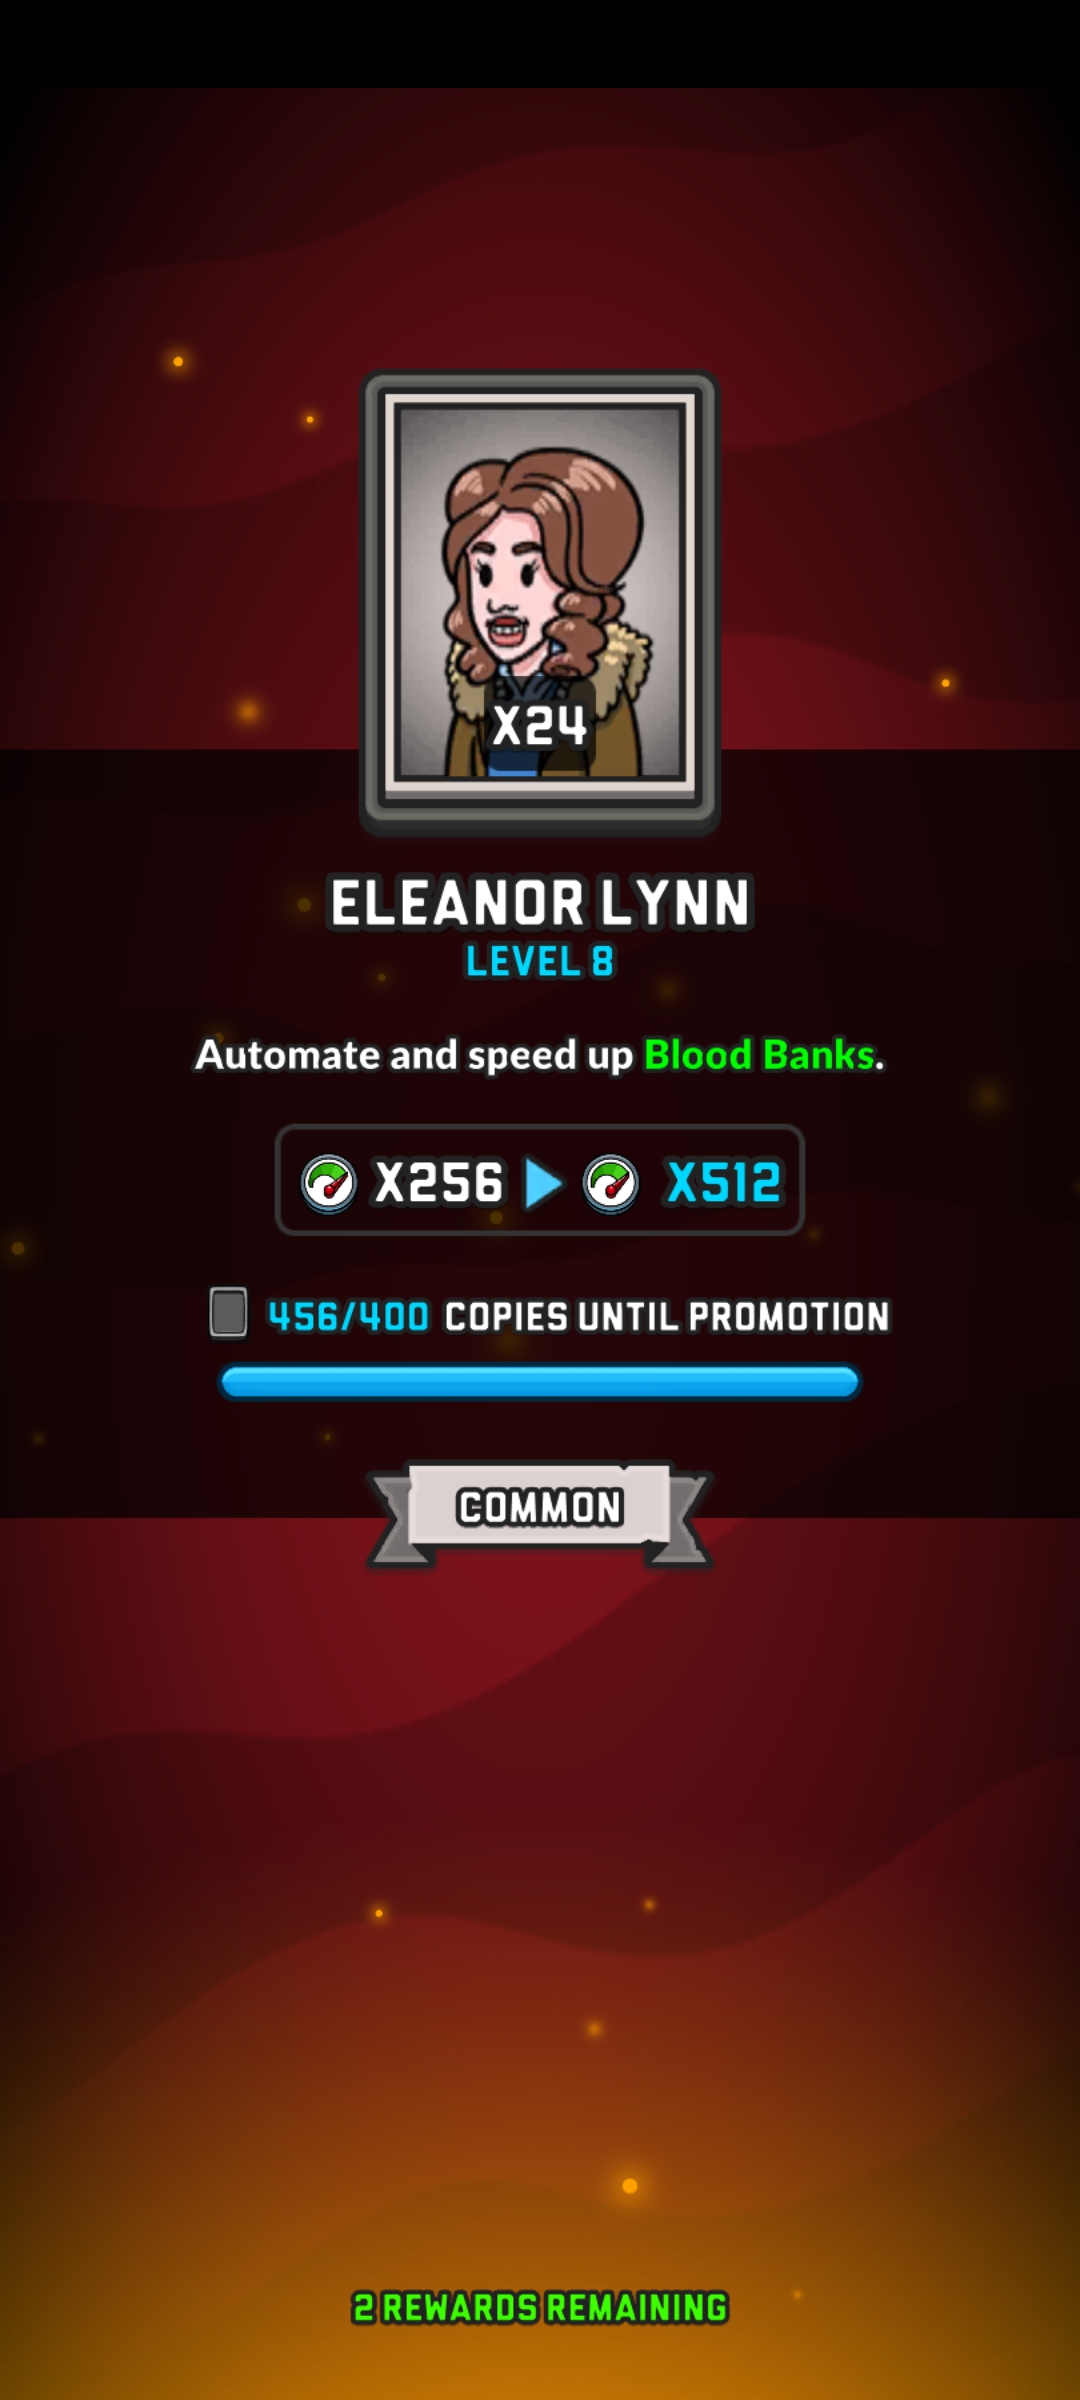 X24
ELEANOR LYNN
LEVEL 8
Automate and speed up Blood Banks.
X256 X512
456/400 COPIES UNTIL PROMOTION
COMMON
2 REWARDS REMAINING